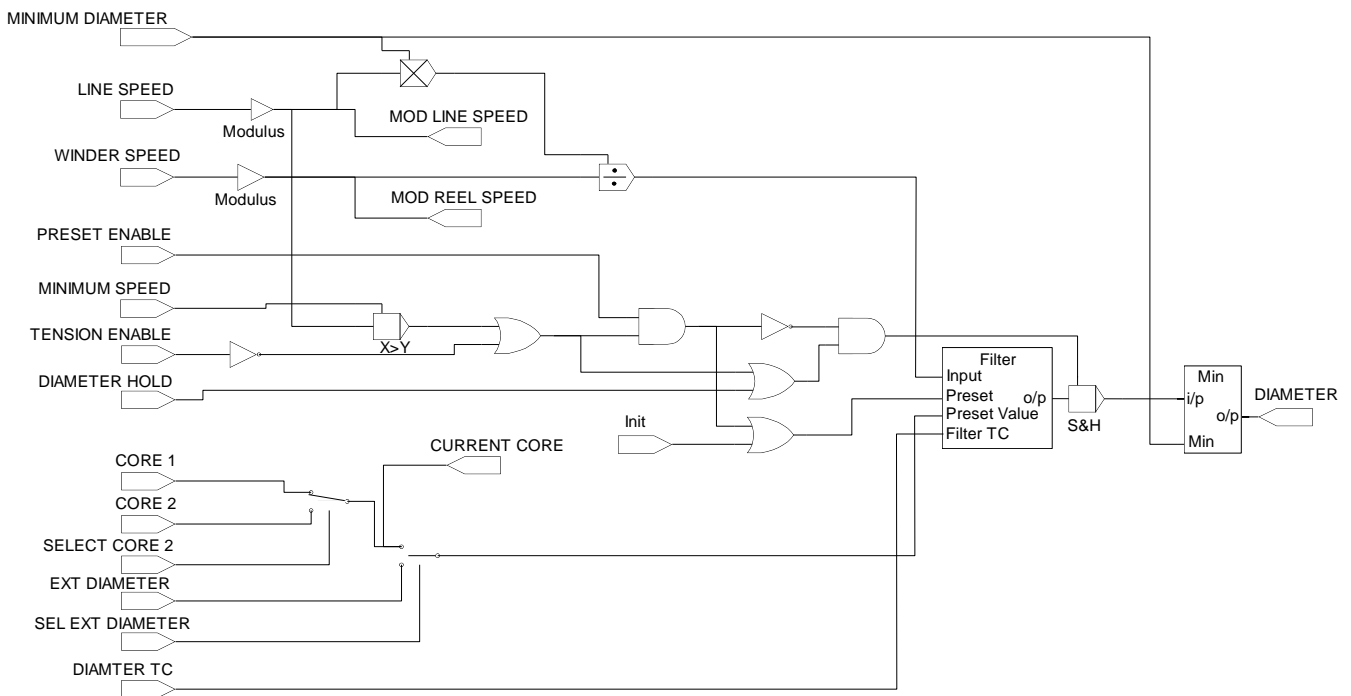 MINIMUM DIAMETER
LINE SPEED
Modulus
MOD LINE SPEED
WINDER SPEED
Modulus
MOD REEL SPEED
PRESET ENABLE
MINIMUM SPEED
X>Y
TENSION ENABLE
DIAMETER HOLD
Init
Filter
Input
Preset
o/p
Preset Value
Filter TC
S&H
Min
i/p
o/p
Min
DIAMETER
CURRENT CORE
CORE 1
CORE 2
SELECT CORE 2
EXT DIAMETER
SEL EXT DIAMETER
DIAMTER TC